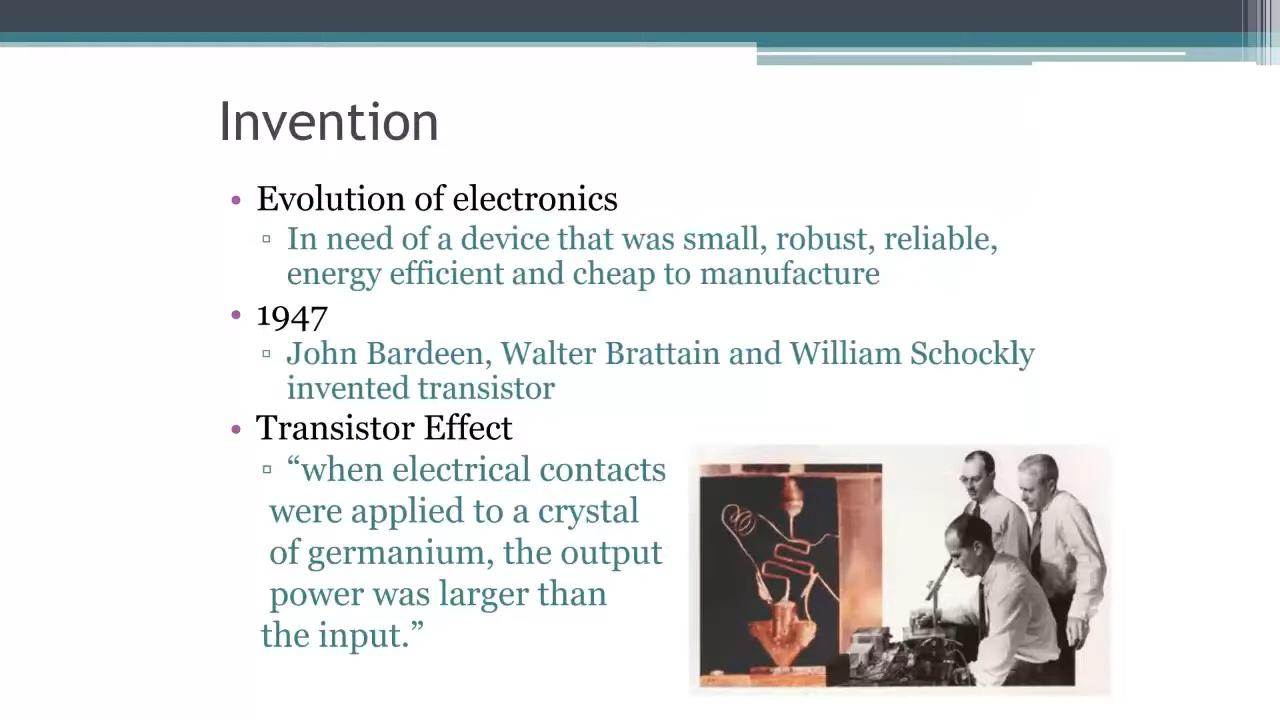 Invention
• Evolution of electronics
▫ In need of a device that was small, robust, reliable,
energy efficient and cheap to manufacture
• 1947
▫ John Bardeen, Walter Brattain and William Schockly
invented transistor
• Transistor Effect
▫ “when electrical contacts
were applied to a crystal
of germanium, the output
power was larger than
the input.”